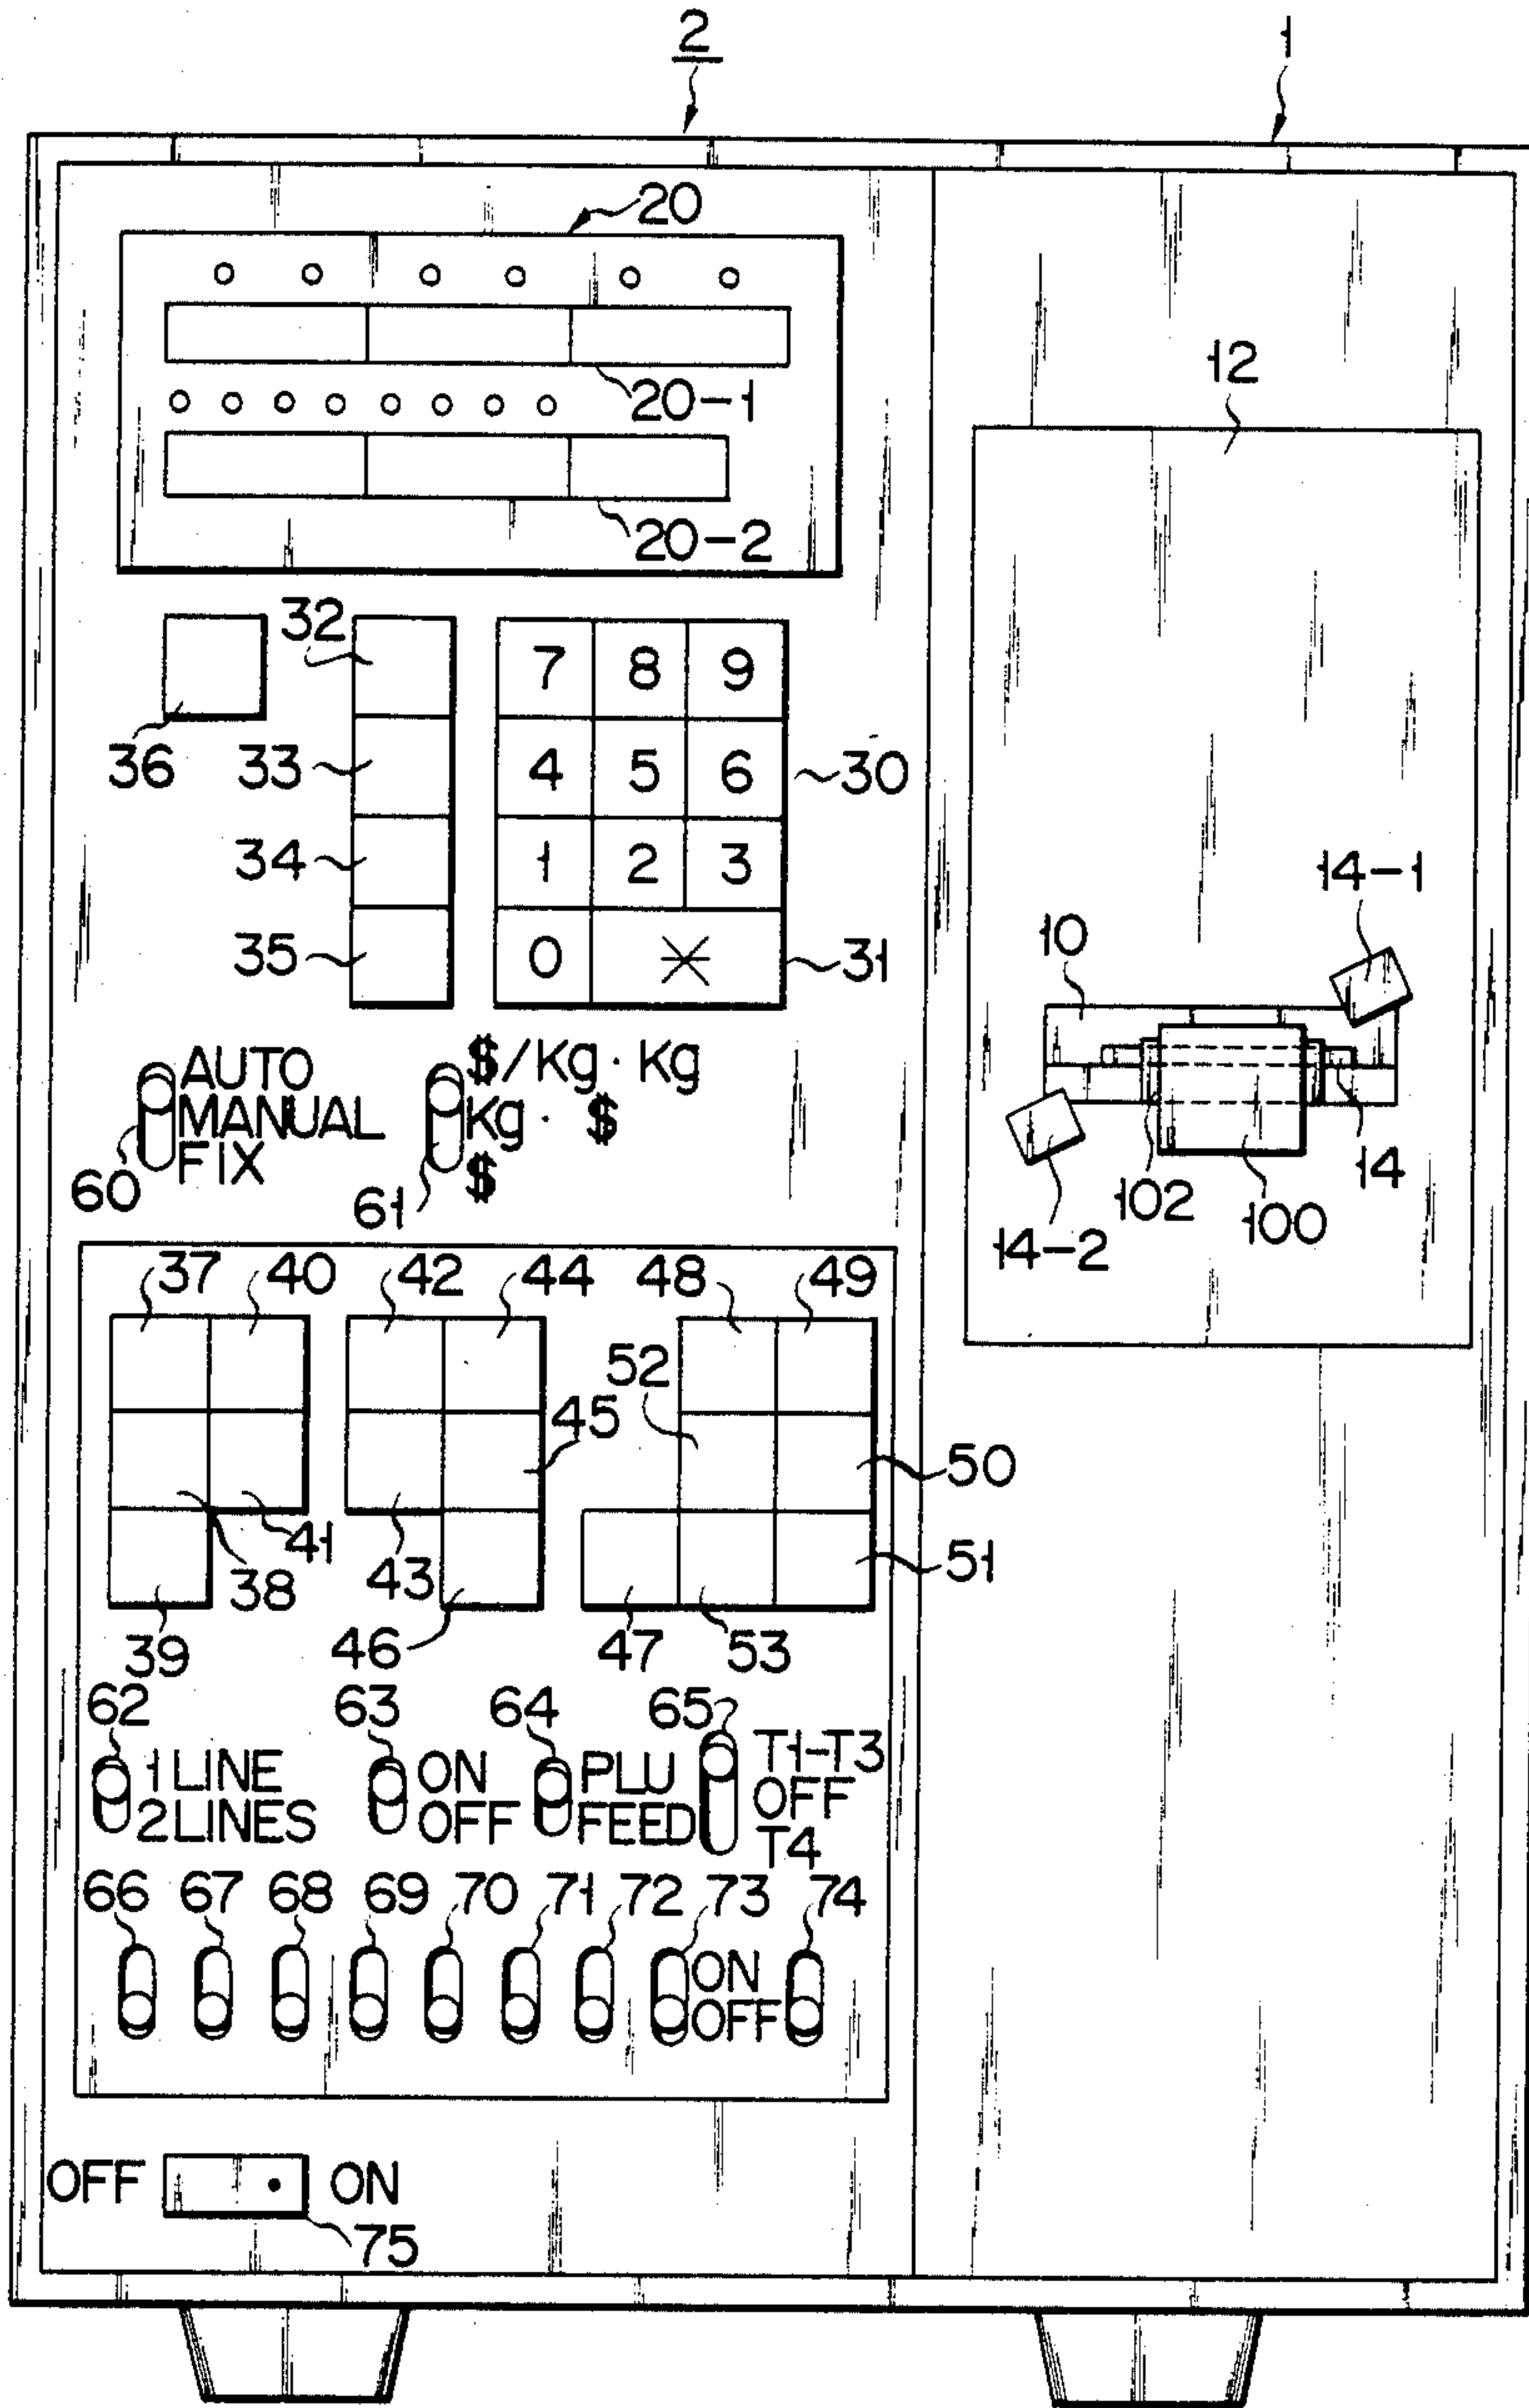 2 1
20
20-1
12
20-2
32 7 8 9
36 33 4 5 6 30
34 1 2 3 14-1
35 0 31 10
AUTO $/Kg · Kg
MANUAL Kg · $
FIX $
60 61 102 100 14
14-2
37 40 42 44 48 49
52
45 50
38 41 43 51
39 46 47 53
62 63 64 65
1 LINE ON PLU T1-T3
2 LINES OFF FEED OFF
T4
66 67 68 69 70 71 72 73 74
ON
OFF
OFF ON
75